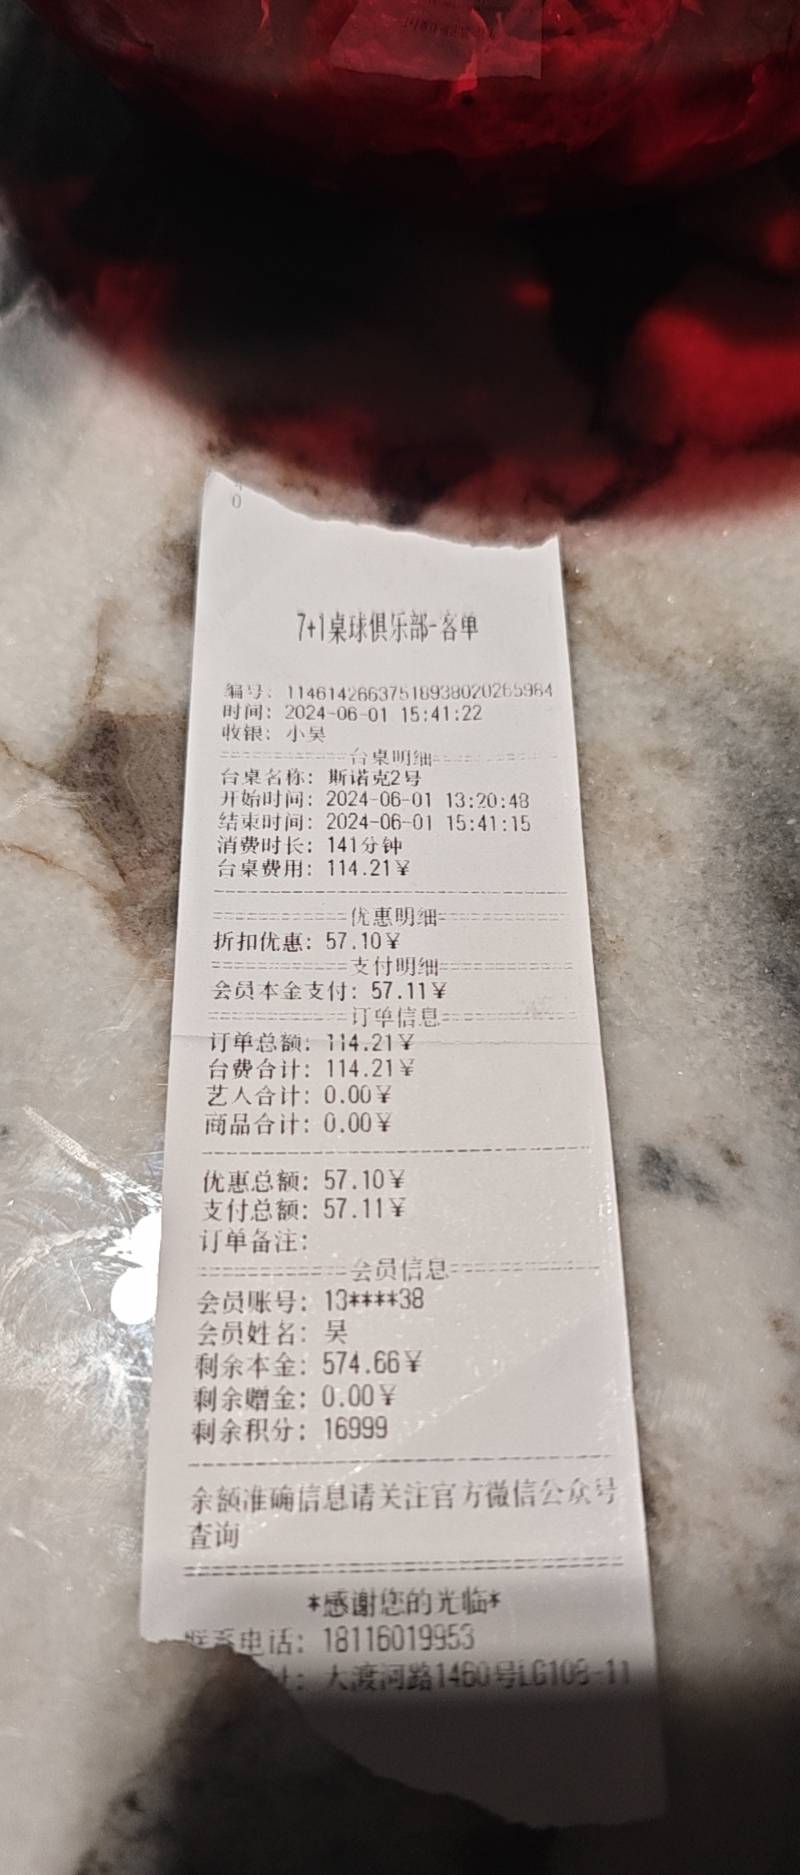 0
7+1桌球俱乐部-客单
编号: 1146142663751893802026​5984
时间: 2024-06-01 15:41:22
收银: 小吴
台桌明细
台桌名称: 斯诺克2号
开始时间: 2024-06-01 13:20:48
结束时间: 2024-06-01 15:41:15
消费时长: 141分钟
台桌费用: 114.21¥
优惠明细
折扣优惠: 57.10¥
支付明细
会员本金支付: 57.11¥
订单信息
订单总额: 114.21¥
台费合计: 114.21¥
艺人合计: 0.00¥
商品合计: 0.00¥
优惠总额: 57.10¥
支付总额: 57.11¥
订单备注:
会员信息
会员账号: 13****38
会员姓名: 吴
剩余本金: 574.66¥
剩余赠金: 0.00¥
剩余积分: 16999
余额准确信息请关注官方微信公众号
查询
*感谢您的光临*
联系电话: 18116019953
址: 大渡河路1460号LG108-11